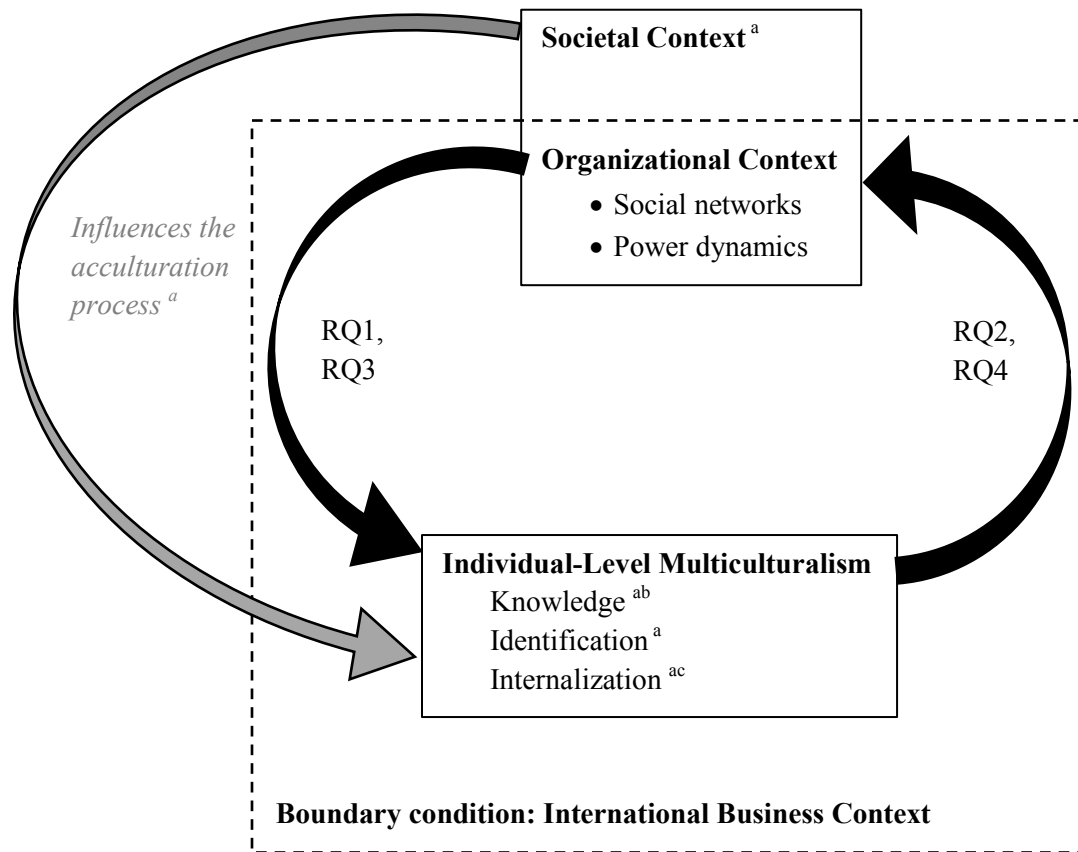 Societal Context a
Organizational Context
• Social networks
• Power dynamics
Influences the
acculturation
process a
RQ1,
RQ3
RQ2,
RQ4
Individual-Level Multiculturalism
Knowledge ab
Identification a
Internalization ac
Boundary condition: International Business Context